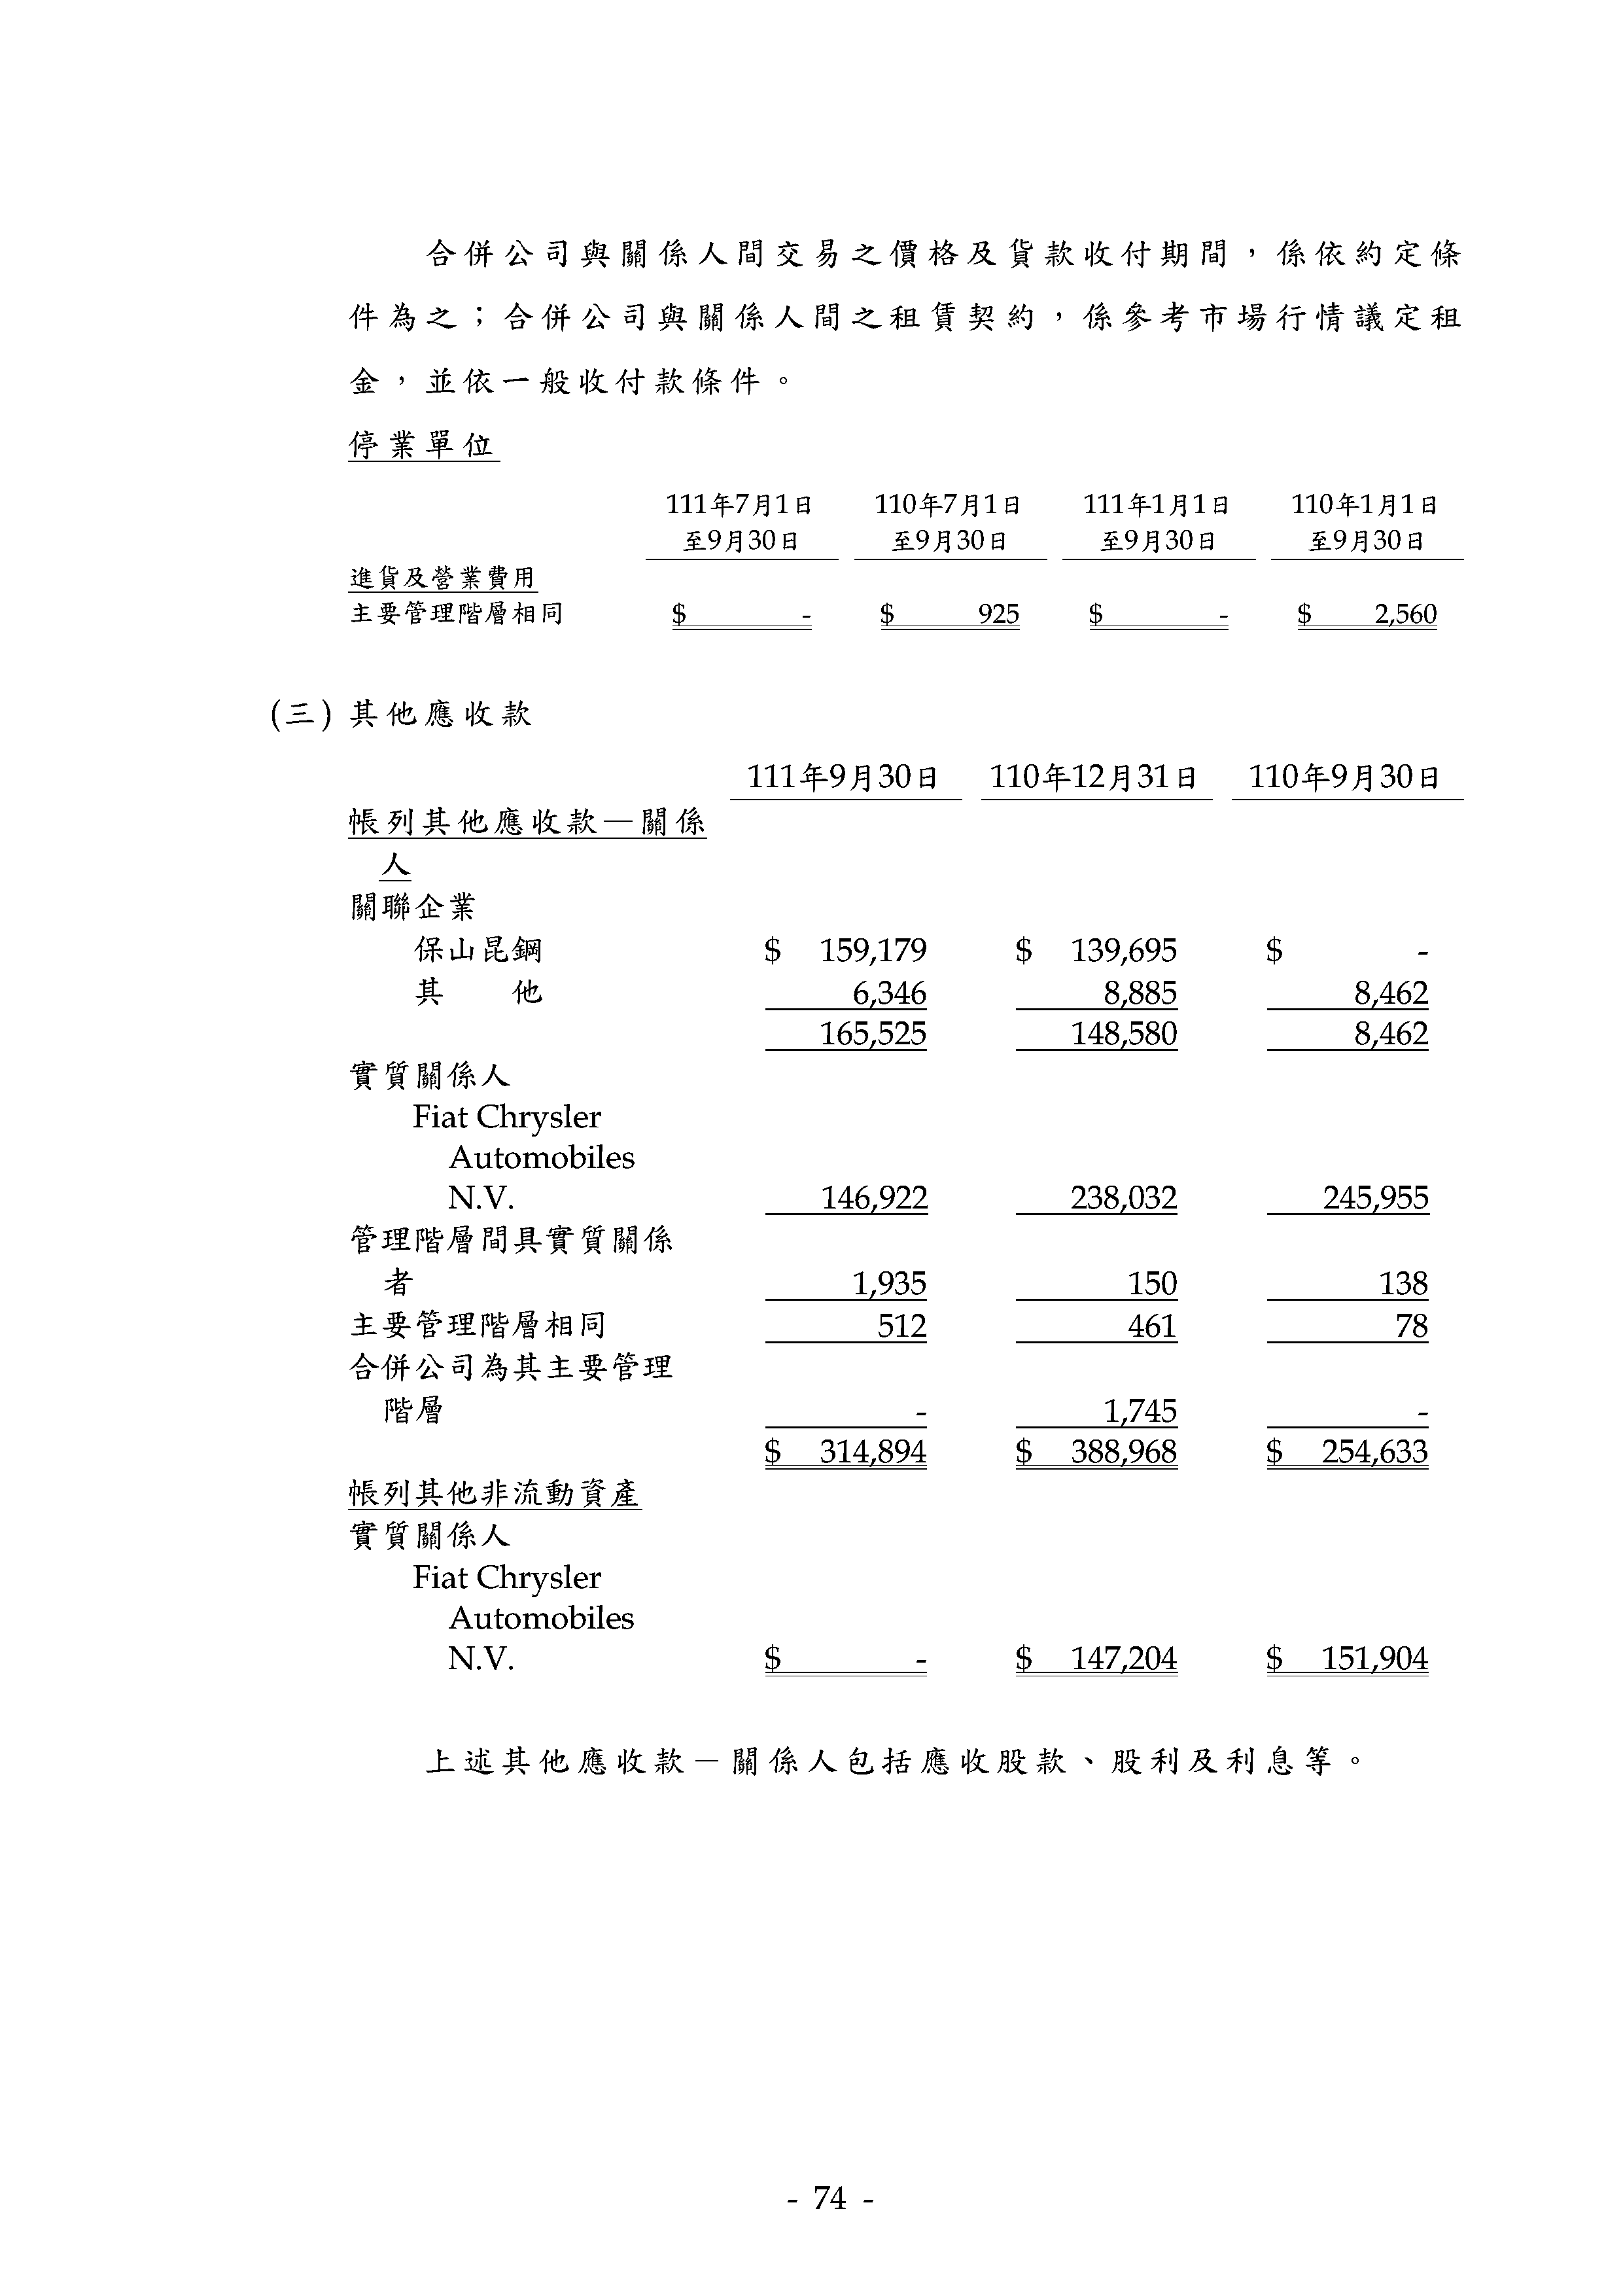 合併公司與關係人間交易之價格及貨款收付期間，係依約定條
件為之；合併公司與關係人間之租賃契約，係參考市場行情議定租
金，並依一般收付款條件。
停業單位
111年7月1日 110年7月1日 111年1月1日 110年1月1日
至9月30日 至9月30日 至9月30日 至9月30日
進貨及營業費用
主要管理階層相同 $ - $ 925 $ - $ 2,560
(三) 其他應收款
111年9月30日 110年12月31日 110年9月30日
帳列其他應收款－關係
人
關聯企業
保山昆鋼 $ 159,179 $ 139,695 $ -
其 他 6,346 8,885 8,462
165,525 148,580 8,462
實質關係人
Fiat Chrysler
Automobiles
N.V. 146,922 238,032 245,955
管理階層間具實質關係
者 1,935 150 138
主要管理階層相同 512 461 78
合併公司為其主要管理
階層 - 1,745 -
$ 314,894 $ 388,968 $ 254,633
帳列其他非流動資產
實質關係人
Fiat Chrysler
Automobiles
N.V. $ - $ 147,204 $ 151,904
上述其他應收款－關係人包括應收股款、股利及利息等。
- 74 -